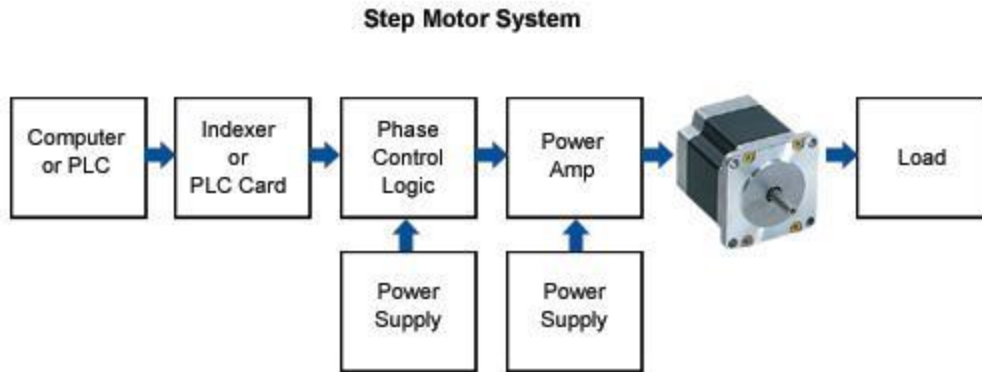 Step Motor System
Computer
or PLC
Indexer
or
PLC Card
Phase
Control
Logic
Power
Amp
Load
Power
Supply
Power
Supply